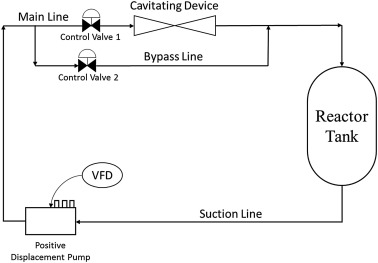 Cavitating Device
Main Line
Control Valve 1
Bypass Line
Control Valve 2
Reactor
Tank
VFD
Suction Line
Positive
Displacement Pump